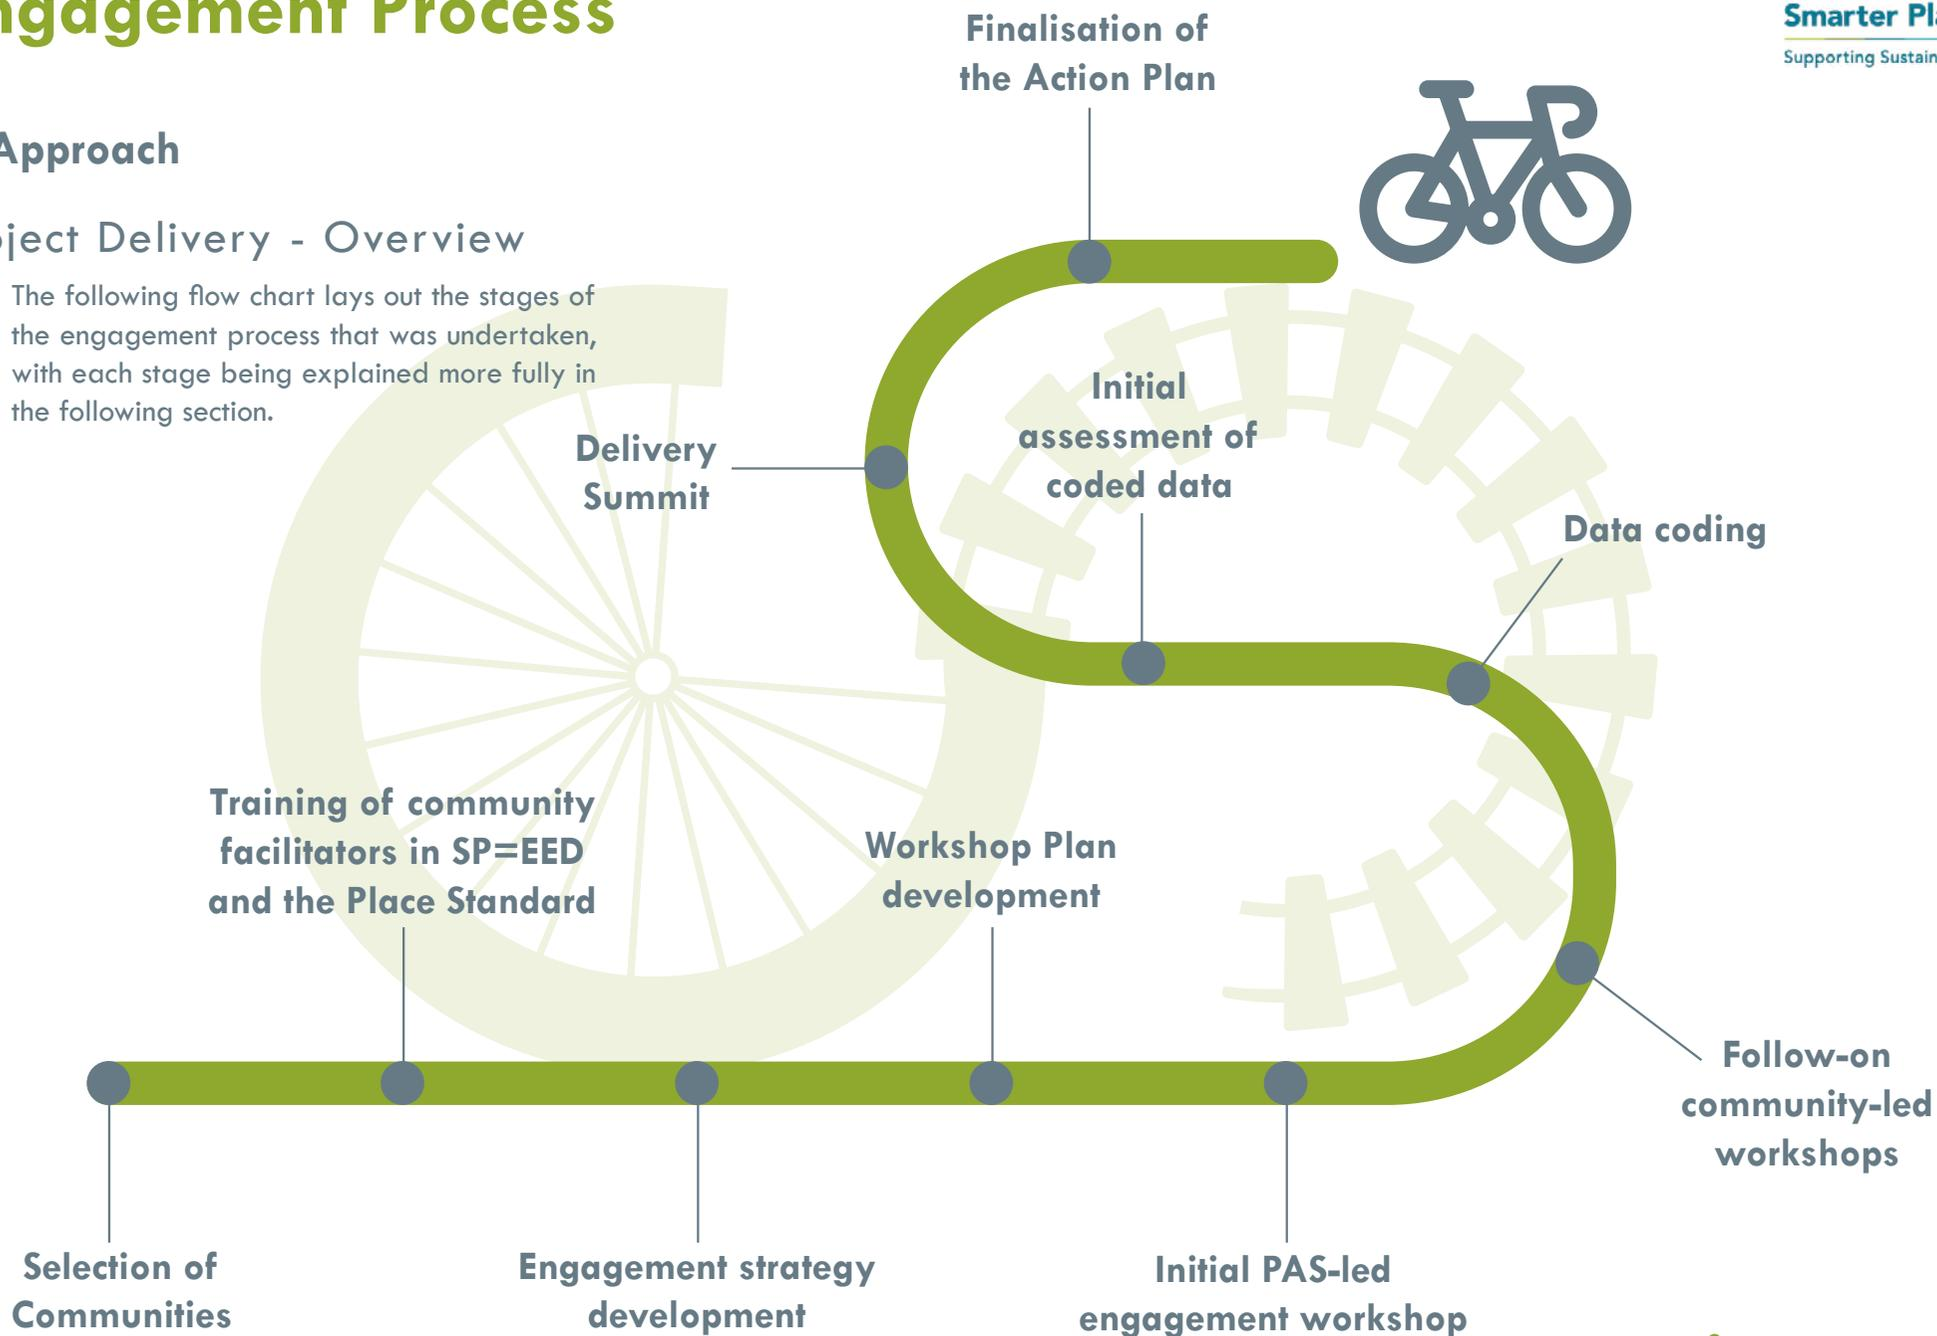 ngagement Process
Smarter Pla
Supporting Sustain
Approach
ject Delivery - Overview
The following flow chart lays out the stages of
the engagement process that was undertaken,
with each stage being explained more fully in
the following section.
Finalisation of
the Action Plan
Delivery
Summit
Initial
assessment of
coded data
Data coding
Training of community
facilitators in SP=EED
and the Place Standard
Workshop Plan
development
Follow-on
community-led
workshops
Selection of
Communities
Engagement strategy
development
Initial PAS-led
engagement workshop